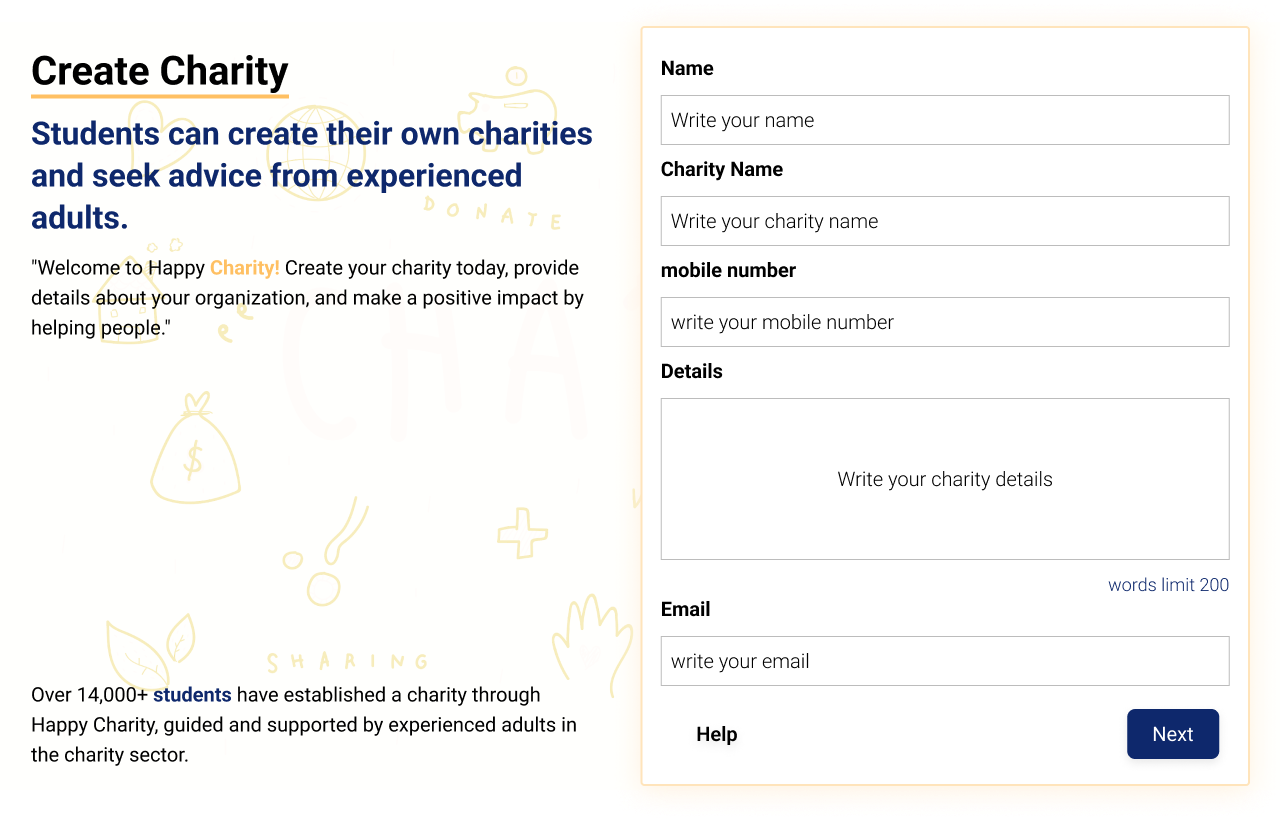 Create Charity
Students can create their own charities
and seek advice from experienced
adults.
"Welcome to Happy Charity! Create your charity today, provide
details about your organization, and make a positive impact by
helping people."
DONATE
CHA
$
SHARING
Over 14,000+ students have established a charity through
Happy Charity, guided and supported by experienced adults in
the charity sector.
Name
Write your name
Charity Name
Write your charity name
mobile number
write your mobile number
Details
Write your charity details
words limit 200
Email
write your email
Help
Next